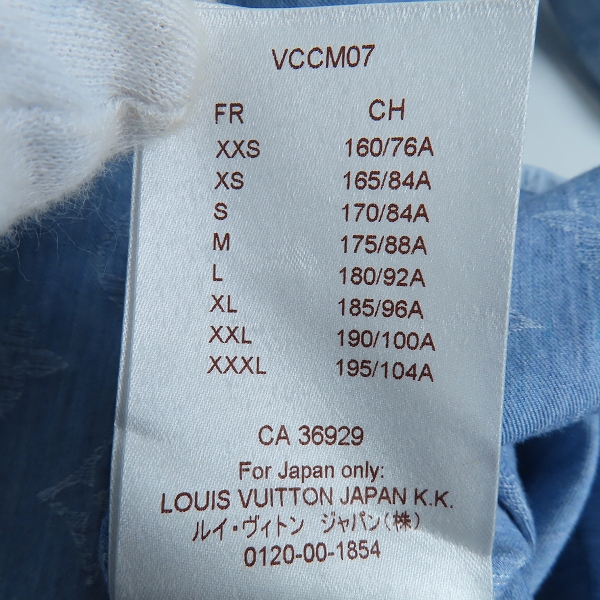 VCCM07
FR CH
XXS 160/76A
XS 165/84A
S 170/84A
M 175/88A
L 180/92A
XL 185/96A
XXL 190/100A
XXXL 195/104A
CA 36929
For Japan only:
LOUIS VUITTON JAPAN K.K.
ルイ・ヴィトン ジャパン(株)
0120-00-1854